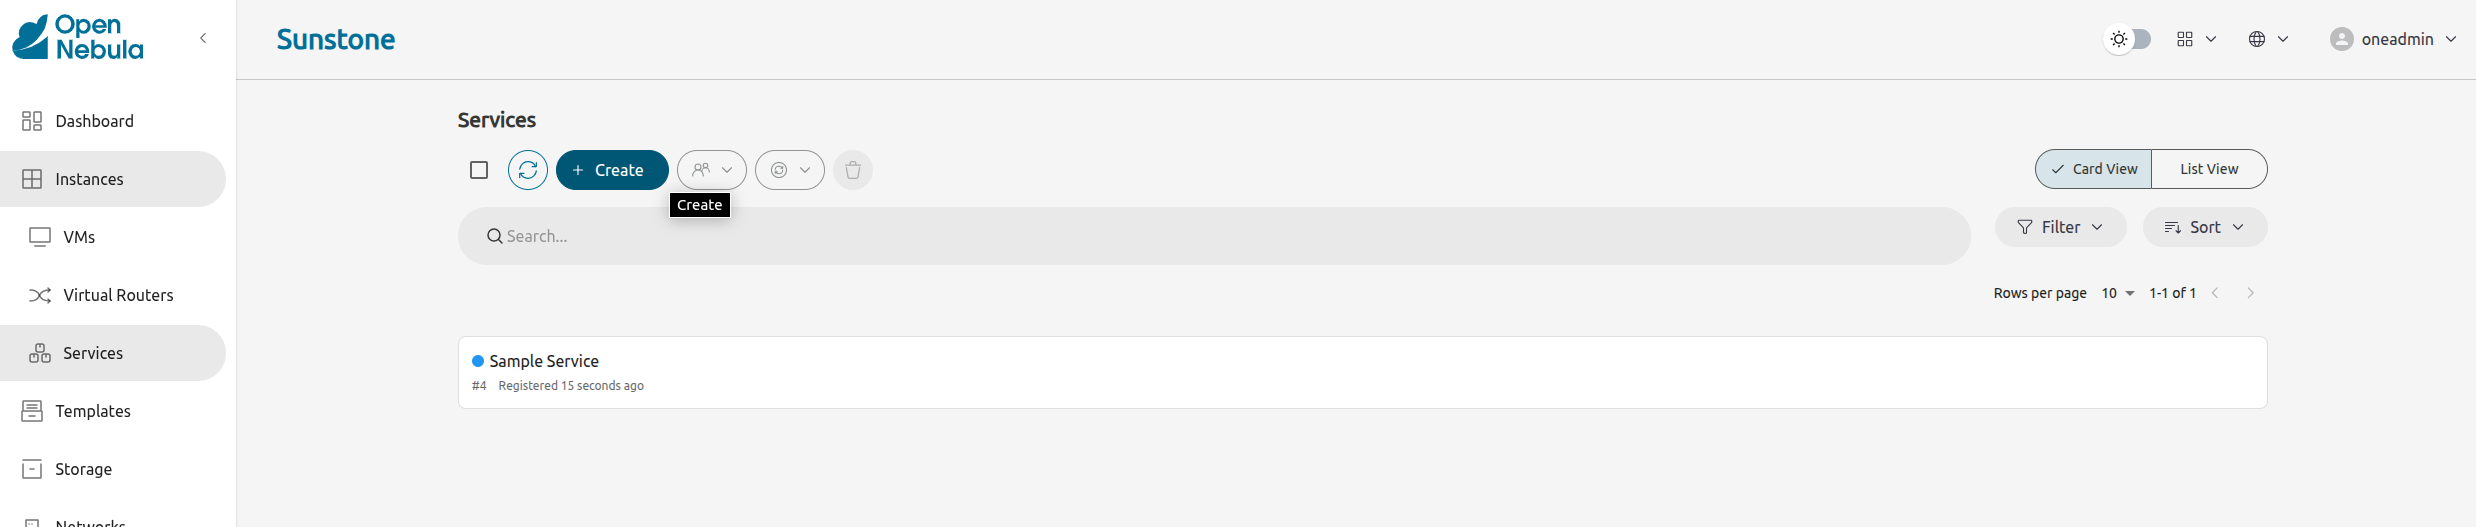 Open
Nebula
Sunstone
oneadmin
Dashboard
Instances
VMs
Virtual Routers
Services
Templates
Storage
Networks
Services
Create
Card View
List View
Create
Search...
Filter
Sort
Rows per page 10 1-1 of 1
Sample Service
#4 Registered 15 seconds ago